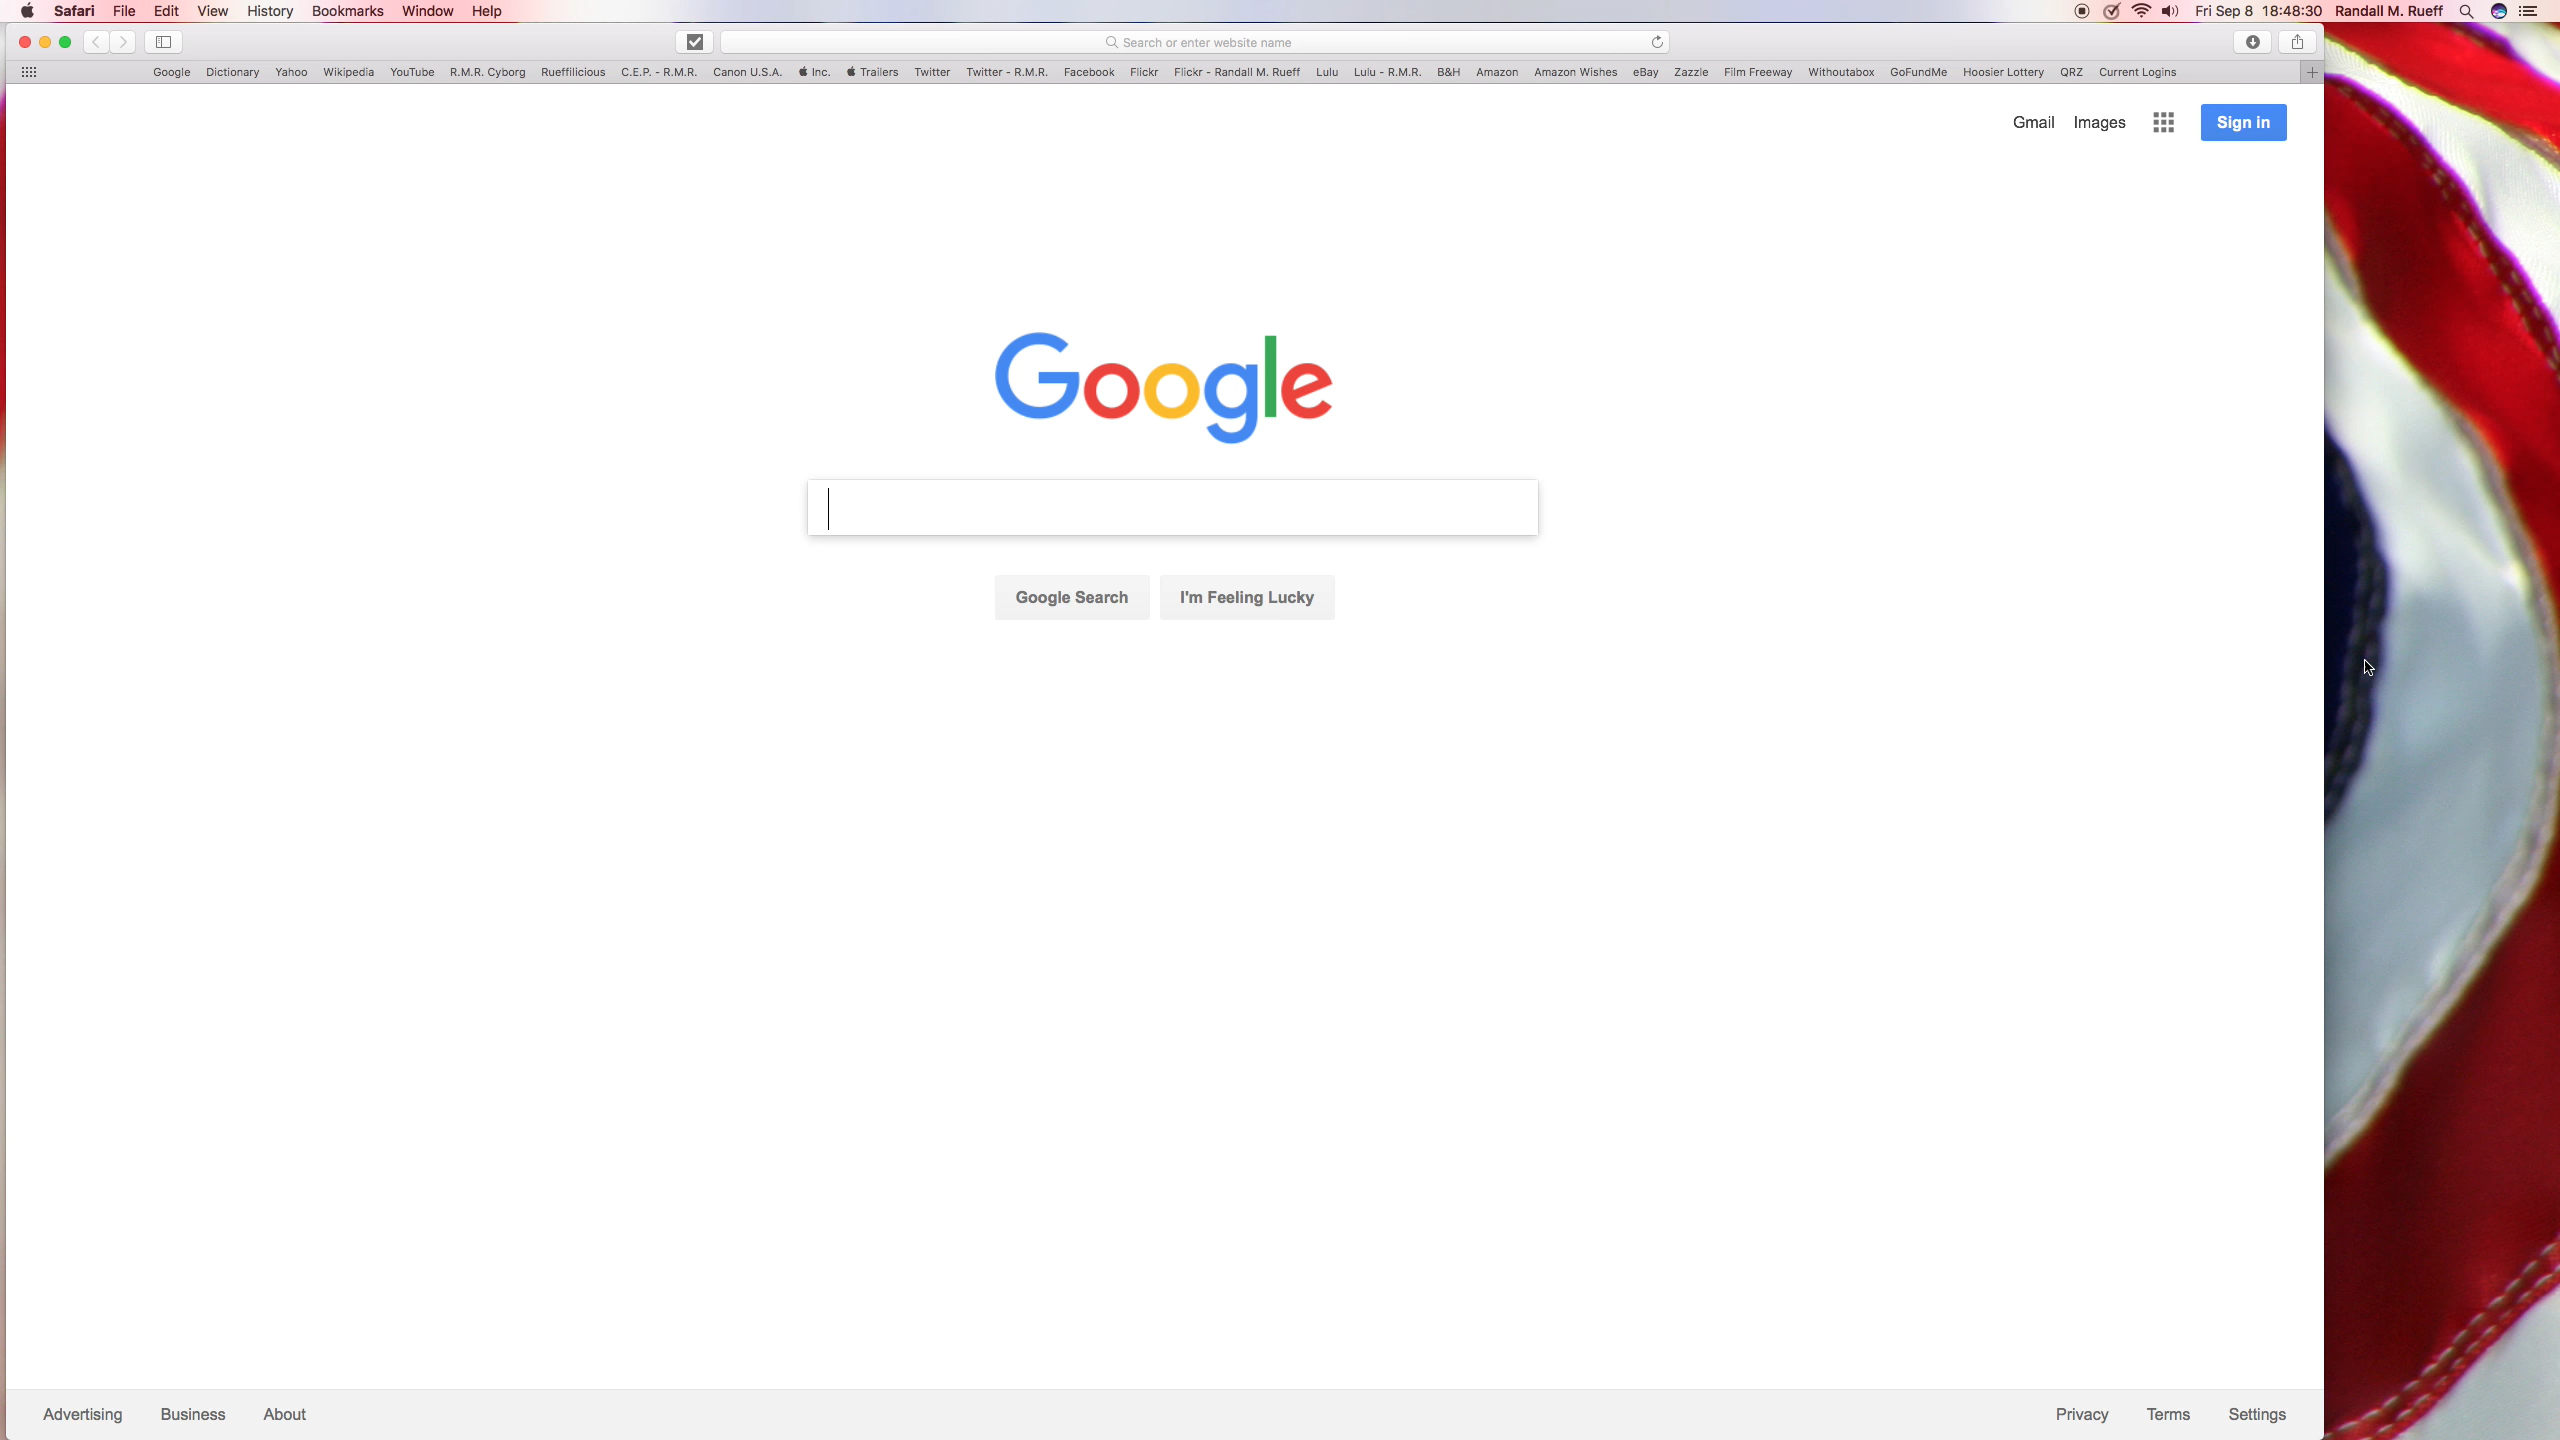 Safari File Edit View History Bookmarks Window Help Fri Sep 8 18:48:30 Randall M. Rueff
Search or enter website name
Google Dictionary Yahoo Wikipedia YouTube R.M.R. Cyborg Rueffilicious C.E.P. - R.M.R. Canon U.S.A. Inc. Trailers Twitter Twitter - R.M.R. Facebook Flickr Flickr - Randall M. Rueff Lulu Lulu - R.M.R. B&H Amazon Amazon Wishes eBay Zazzle Film Freeway Withoutabox GoFundMe Hoosier Lottery QRZ Current Logins
Gmail Images Sign in
Google
Google Search I'm Feeling Lucky
Advertising Business About Privacy Terms Settings